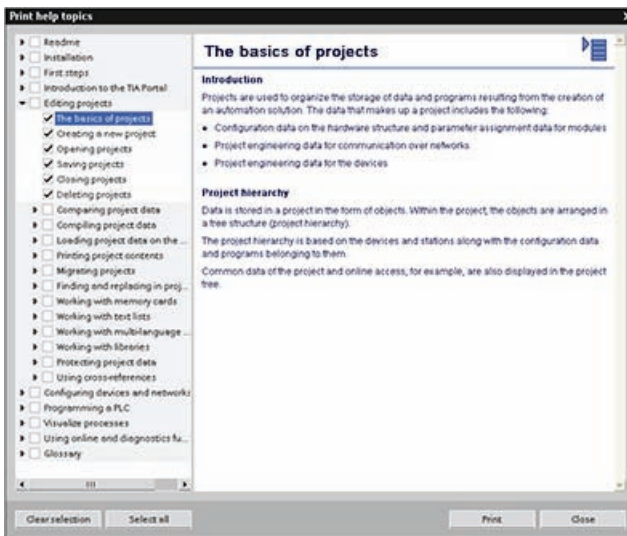 Print help topics
Readme
Installation
First steps
Introduction to the TIA Portal
Editing projects
The basics of projects
Creating a new project
Opening projects
Saving projects
Closing projects
Deleting projects
Comparing project data
Compiling project data
Loading project data on the ...
Printing project contents
Migrating projects
Finding and replacing in proj...
Working with memory cards
Working with text lists
Working with multi-language ...
Working with libraries
Protecting project data
Using cross-references
Configuring devices and networks
Programming a PLC
Visualize processes
Using online and diagnostics fu...
Glossary
The basics of projects
Introduction
Projects are used to organize the storage of data and programs resulting from the creation of
an automation solution. The data that makes up a project includes the following:
• Configuration data on the hardware structure and parameter assignment data for modules
• Project engineering data for communication over networks
• Project engineering data for the devices
Project hierarchy
Data is stored in a project in the form of objects. Within the project, the objects are arranged in
a tree structure (project hierarchy).
The project hierarchy is based on the devices and stations along with the configuration data
and programs belonging to them.
Common data of the project and online access, for example, are also displayed in the project
tree.
Clear selection
Select all
Print
Close